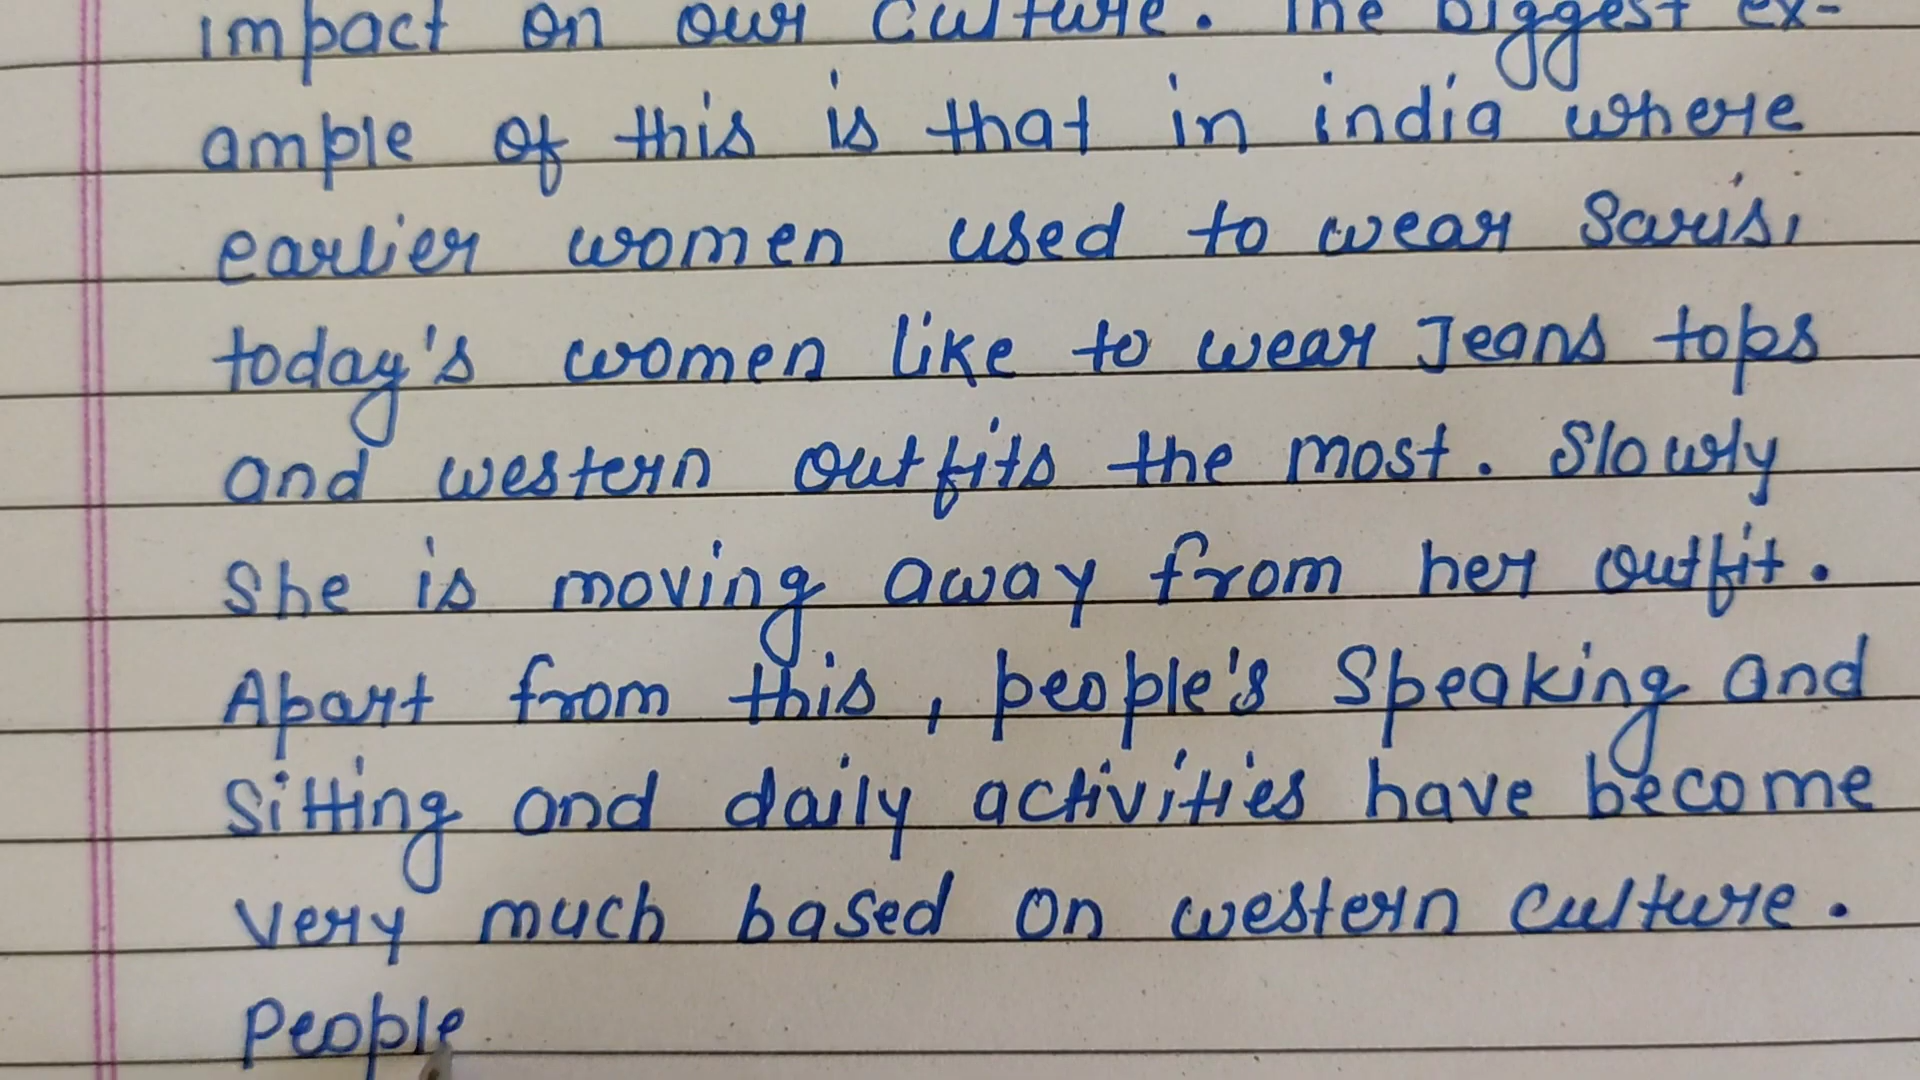 impact on our culture. The biggest ex-
ample of this is that in india where
earlier women used to wear Saris,
today's women like to wear Jeans tops
and western outfits the most. Slowly
She is moving away from her outfit.
Apart from this, people's Speaking and
Sitting and daily activities have become
very much based on western culture.
People